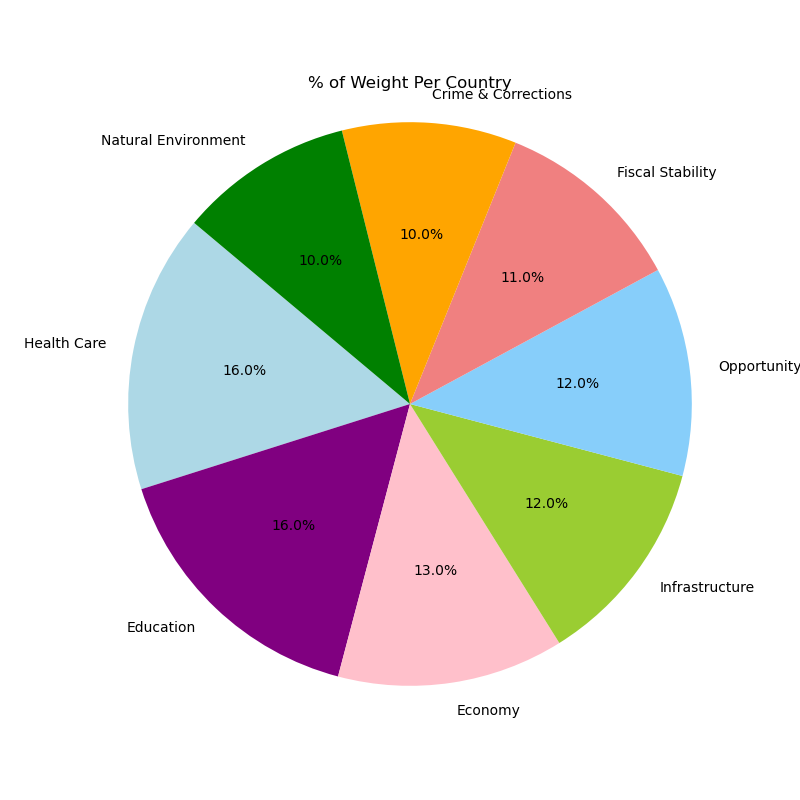 % of Weight Per Country
Crime & Corrections
Natural Environment
Fiscal Stability
10.0%
10.0%
11.0%
Health Care
16.0%
Opportunity
12.0%
12.0%
16.0%
13.0%
Infrastructure
Education
Economy